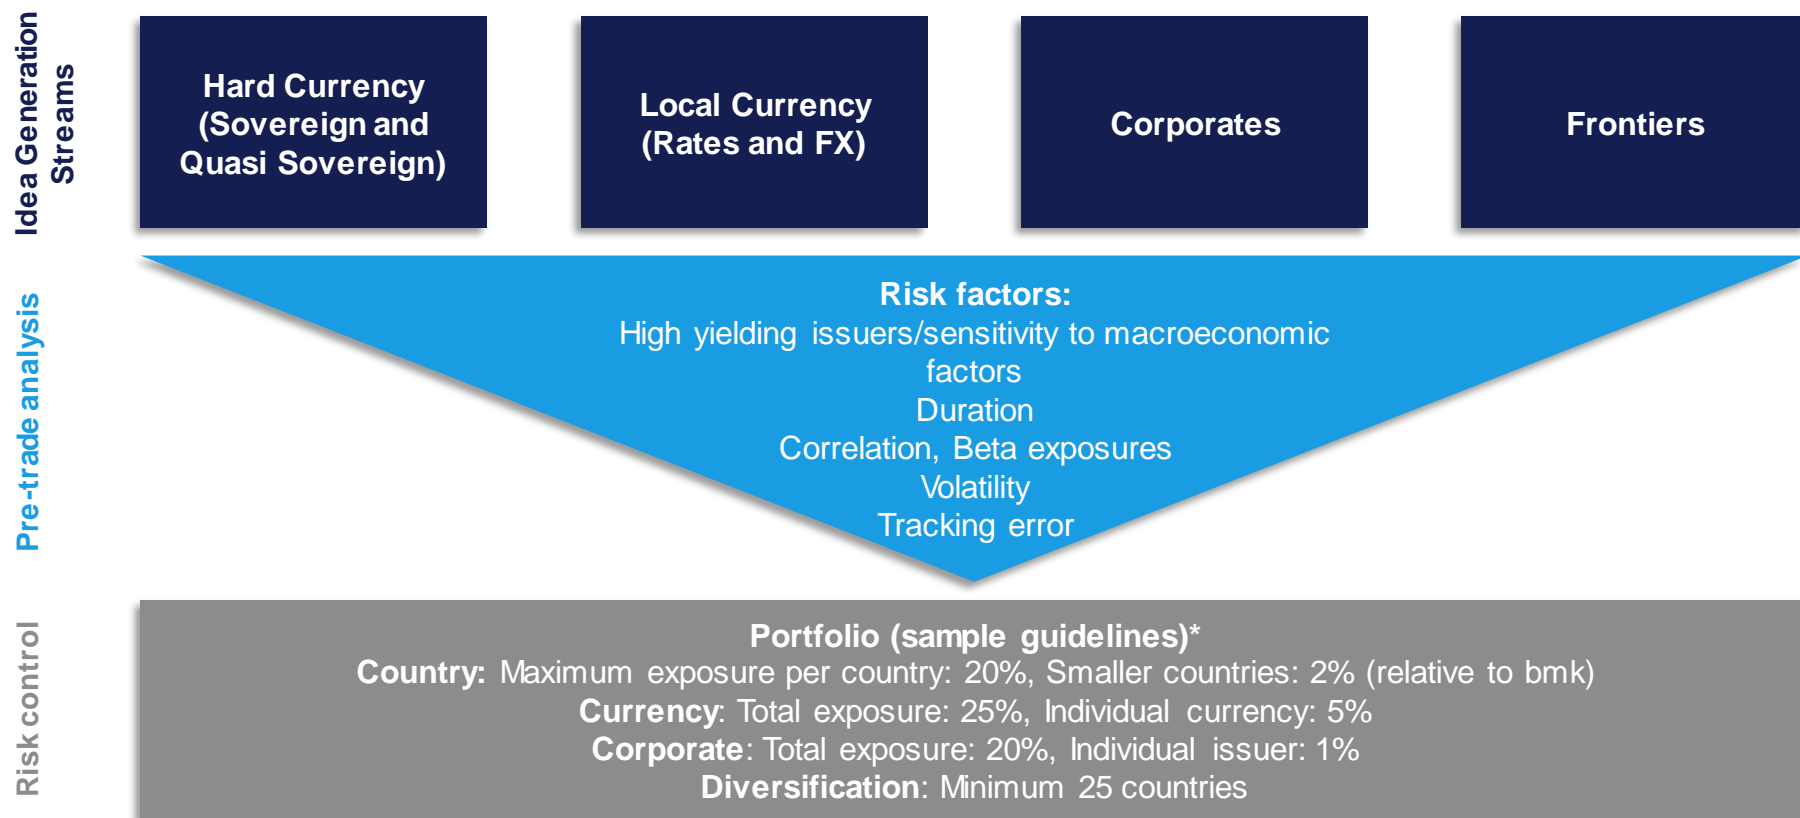 Idea Generation
Streams
Hard Currency
(Sovereign and
Quasi Sovereign)
Local Currency
(Rates and FX)
Corporates
Frontiers
Pre-trade analysis
Risk factors:
High yielding issuers/sensitivity to macroeconomic
factors
Duration
Correlation, Beta exposures
Volatility
Tracking error
Risk control
Portfolio (sample guidelines)*
Country: Maximum exposure per country: 20%, Smaller countries: 2% (relative to bmk)
Currency: Total exposure: 25%, Individual currency: 5%
Corporate: Total exposure: 20%, Individual issuer: 1%
Diversification: Minimum 25 countries